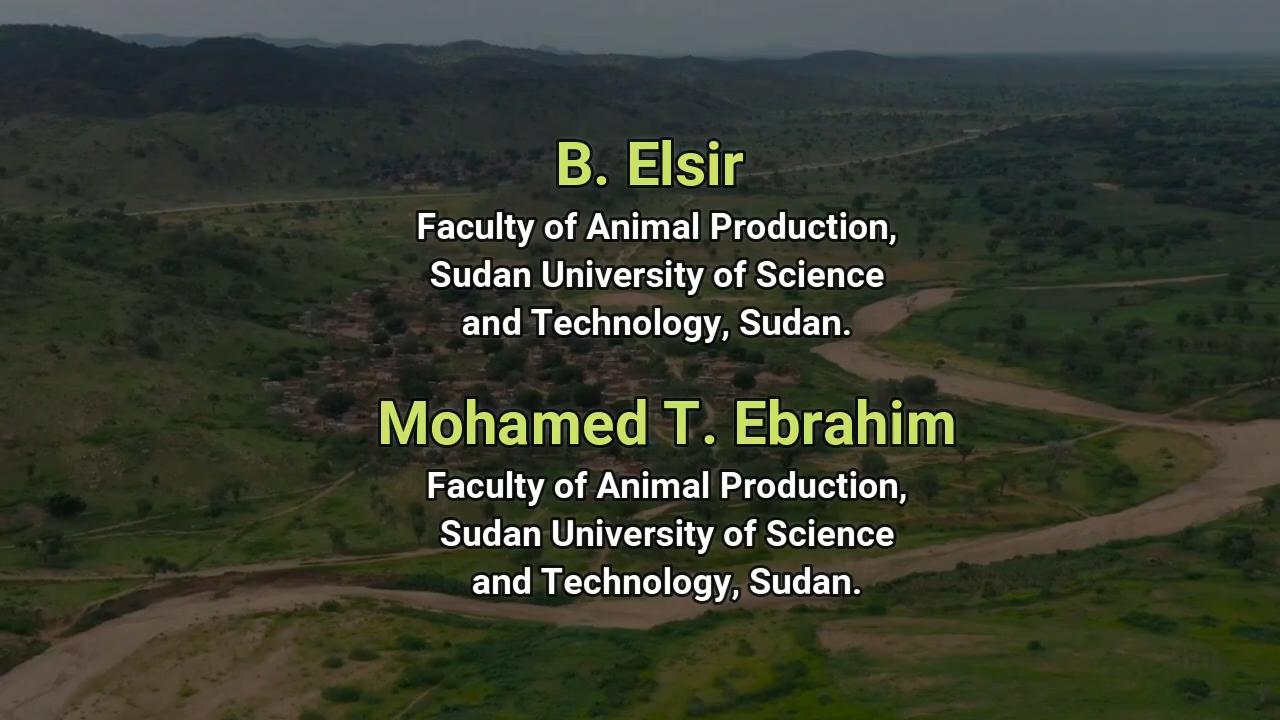 B. Elsir
Faculty of Animal Production,
Sudan University of Science
and Technology, Sudan.
Mohamed T. Ebrahim
Faculty of Animal Production,
Sudan University of Science
and Technology, Sudan.